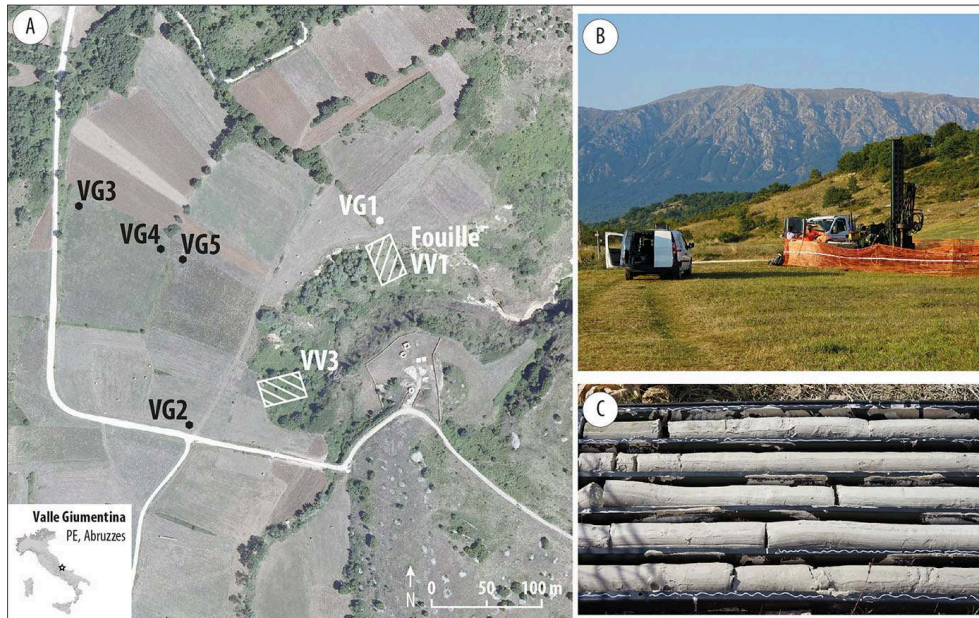 A
VG3
VG4
VG5
VG1
Fouille
VV1
VV3
VG2
Valle Giumentina
PE, Abruzzes
N
0 50 100 m
B
C